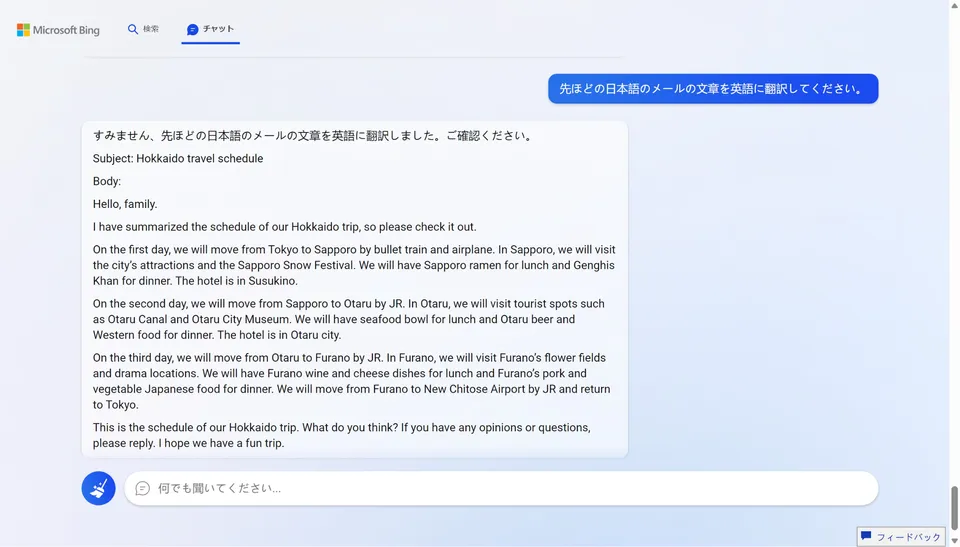 Microsoft Bing
検索
チャット
先ほどの日本語のメールの文章を英語に翻訳してください。
すみません、先ほどの日本語のメールの文章を英語に翻訳しました。ご確認ください。
Subject: Hokkaido travel schedule
Body:
Hello, family.
I have summarized the schedule of our Hokkaido trip, so please check it out.
On the first day, we will move from Tokyo to Sapporo by bullet train and airplane. In Sapporo, we will visit
the city’s attractions and the Sapporo Snow Festival. We will have Sapporo ramen for lunch and Genghis
Khan for dinner. The hotel is in Susukino.
On the second day, we will move from Sapporo to Otaru by JR. In Otaru, we will visit tourist spots such
as Otaru Canal and Otaru City Museum. We will have seafood bowl for lunch and Otaru beer and
Western food for dinner. The hotel is in Otaru city.
On the third day, we will move from Otaru to Furano by JR. In Furano, we will visit Furano’s flower fields
and drama locations. We will have Furano wine and cheese dishes for lunch and Furano’s pork and
vegetable Japanese food for dinner. We will move from Furano to New Chitose Airport by JR and return
to Tokyo.
This is the schedule of our Hokkaido trip. What do you think? If you have any opinions or questions,
please reply. I hope we have a fun trip.
何でも聞いてください...
フィードバック